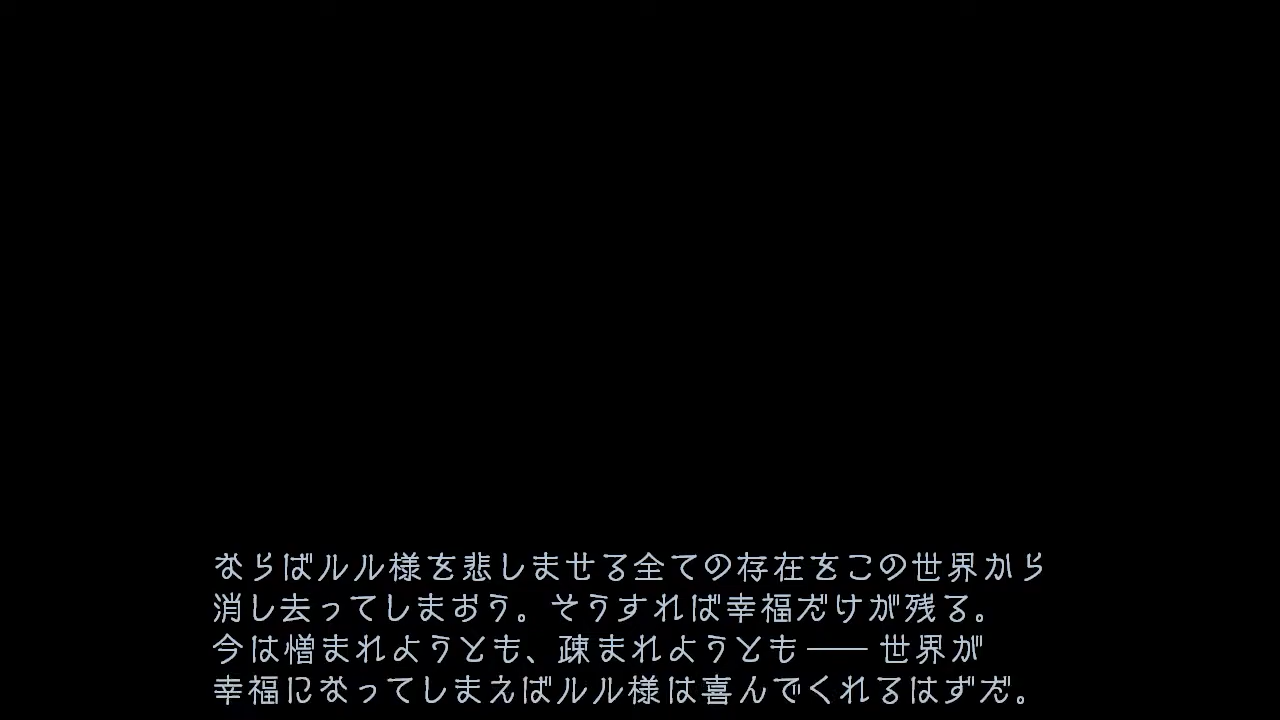 ならばルル様を悲しませる全ての存在をこの世界から
消し去ってしまおう。そうすれば幸福だけが残る。
今は憎まれようとも、疎まれようとも――世界が
幸福になってしまえばルル様は喜んでくれるはずだ。